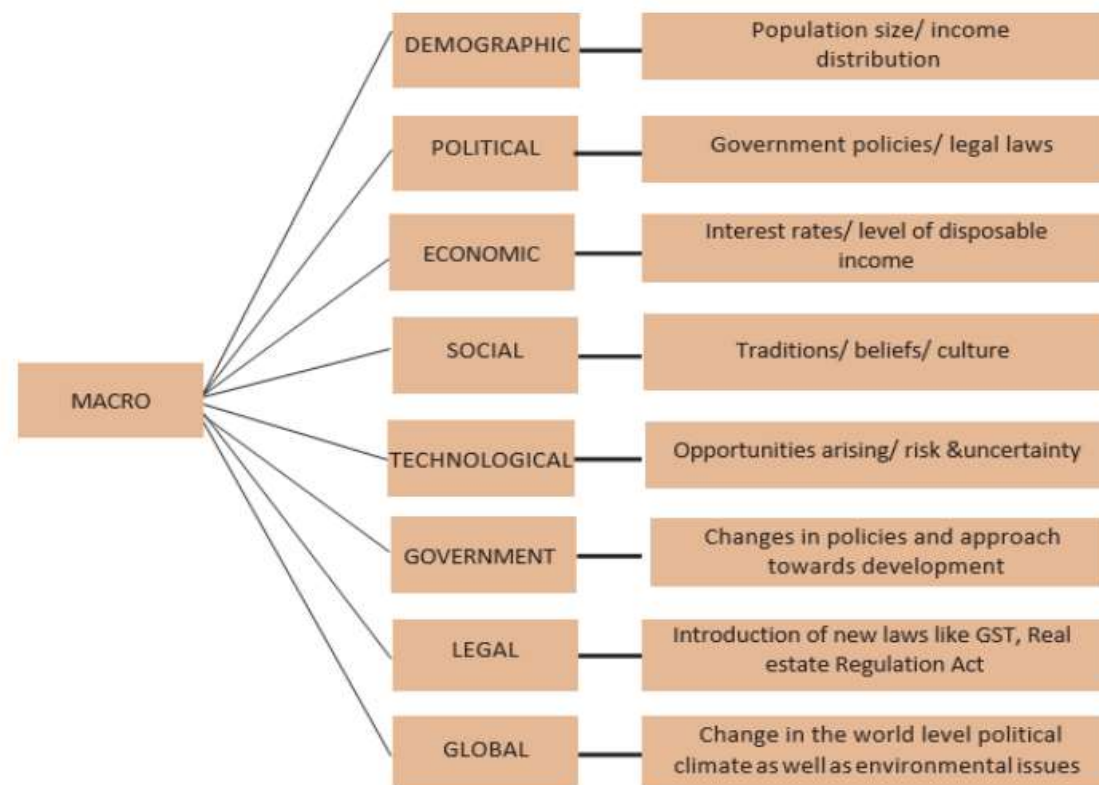 DEMOGRAPHIC
Population size/ income
distribution
POLITICAL
Government policies/ legal laws
ECONOMIC
Interest rates/ level of disposable
income
SOCIAL
Traditions/ beliefs/ culture
MACRO
TECHNOLOGICAL
Opportunities arising/ risk &uncertainty
GOVERNMENT
Changes in policies and approach
towards development
LEGAL
Introduction of new laws like GST, Real
estate Regulation Act
GLOBAL
Change in the world level political
climate as well as environmental issues